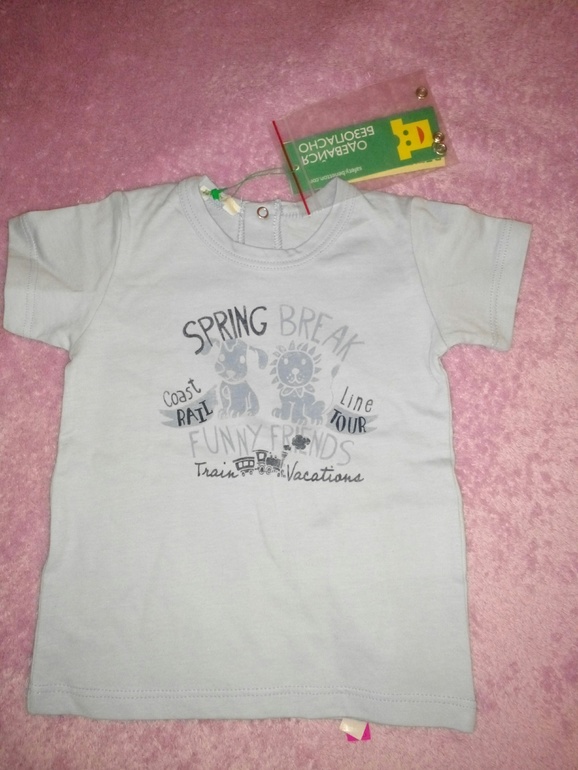 ОДЕВАЙСЯ
БЕЗОПАСНО
SPRING BREAK
Coast Line
RAIL TOUR
FUNNY FRIENDS
Train Vacations